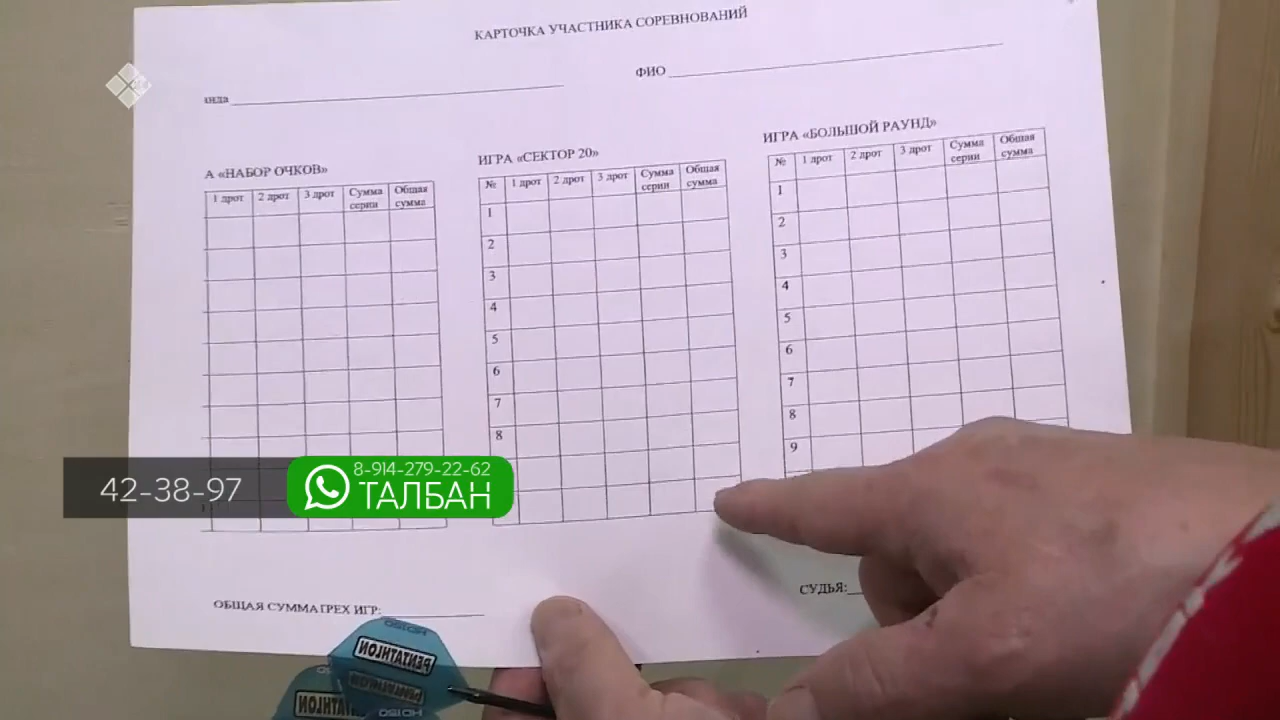 КАРТОЧКА УЧАСТНИКА СОРЕВНОВАНИЙ
ФИО
анда
А «НАБОР ОЧКОВ»
1 дрот 2 дрот 3 дрот Сумма серии Общая сумма
ИГРА «СЕКТОР 20»
№ 1 дрот 2 дрот 3 дрот Сумма серии Общая сумма
1
2
3
4
5
6
7
8
ИГРА «БОЛЬШОЙ РАУНД»
№ 1 дрот 2 дрот 3 дрот Сумма серии Общая сумма
1
2
3
4
5
6
7
8
9
42-38-97
8-914-279-22-62
ТАЛБАН
ОБЩАЯ СУММА ТРЕХ ИГР:
СУДЬЯ:
PENTATHLON
PENTATHLON
PENTATHLON